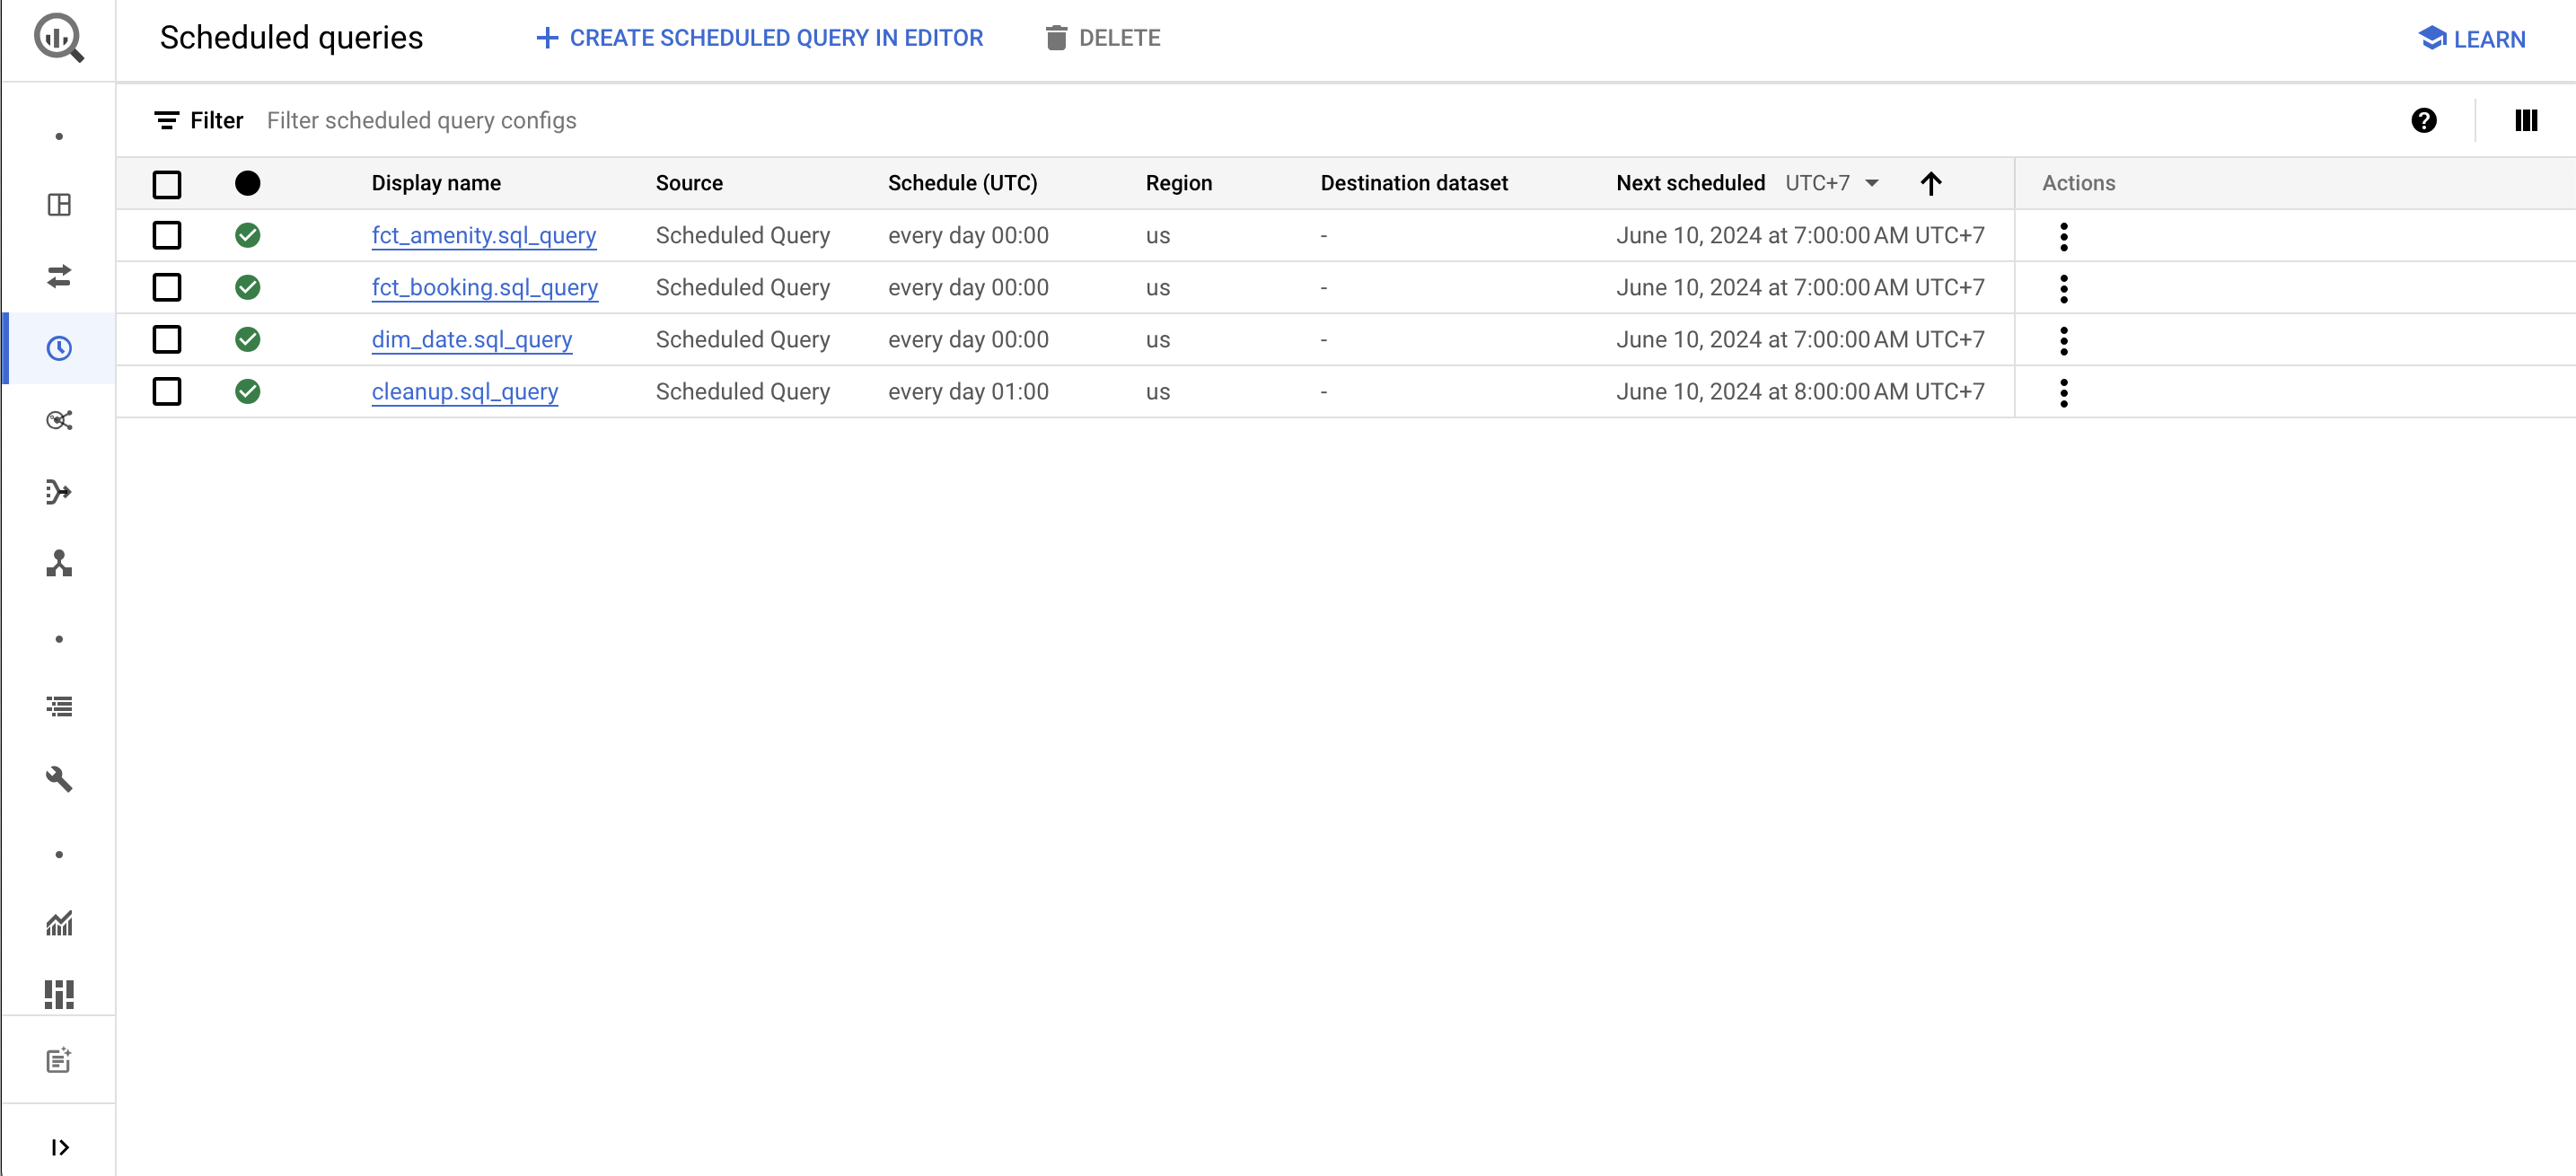 Scheduled queries CREATE SCHEDULED QUERY IN EDITOR DELETE LEARN
Filter Filter scheduled query configs
Display name Source Schedule (UTC) Region Destination dataset Next scheduled UTC+7 Actions
fct_amenity.sql_query Scheduled Query every day 00:00 us - June 10, 2024 at 7:00:00 AM UTC+7
fct_booking.sql_query Scheduled Query every day 00:00 us - June 10, 2024 at 7:00:00 AM UTC+7
dim_date.sql_query Scheduled Query every day 00:00 us - June 10, 2024 at 7:00:00 AM UTC+7
cleanup.sql_query Scheduled Query every day 01:00 us - June 10, 2024 at 8:00:00 AM UTC+7